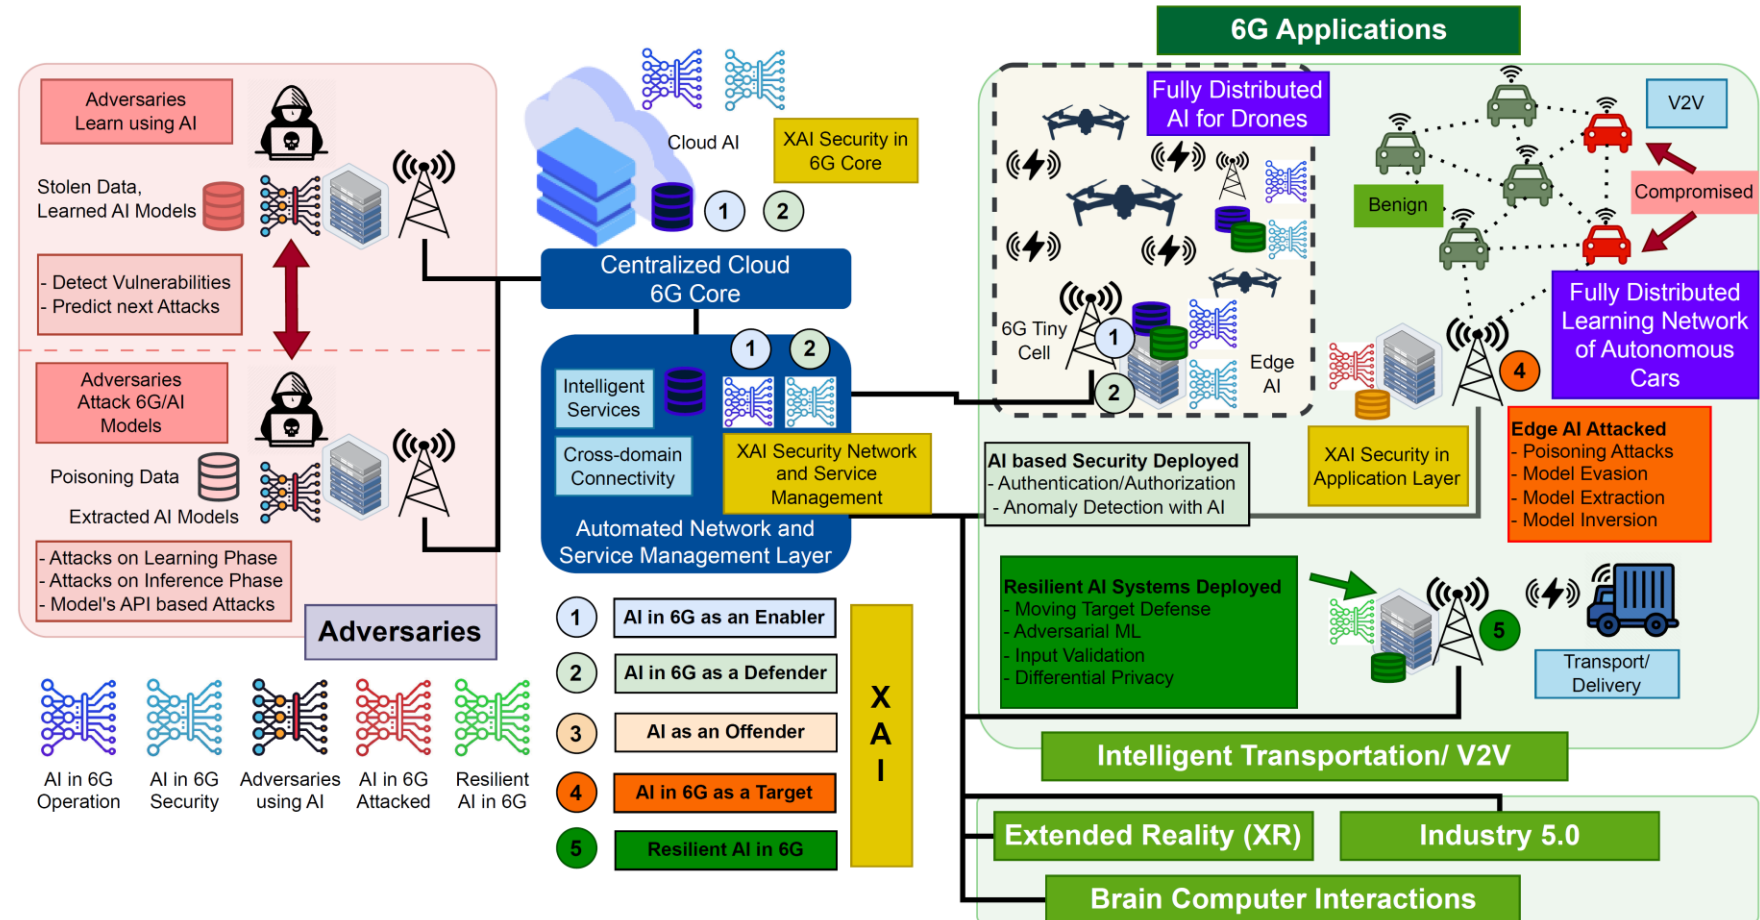 6G Applications
Adversaries
Learn using AI
Stolen Data,
Learned AI Models
- Detect Vulnerabilities
- Predict next Attacks
Adversaries
Attack 6G/AI
Models
Poisoning Data
Extracted AI Models
- Attacks on Learning Phase
- Attacks on Inference Phase
- Model's API based Attacks
Adversaries
Cloud AI
XAI Security in
6G Core
1
2
Centralized Cloud
6G Core
1
2
Intelligent
Services
Cross-domain
Connectivity
XAI Security Network
and Service
Management
Automated Network and
Service Management Layer
Fully Distributed
AI for Drones
6G Tiny
Cell
1
2
Edge
AI
V2V
Benign
Compromised
Fully Distributed
Learning Network
of Autonomous
Cars
4
AI based Security Deployed
- Authentication/Authorization
- Anomaly Detection with AI
XAI Security in
Application Layer
Edge AI Attacked
- Poisoning Attacks
- Model Evasion
- Model Extraction
- Model Inversion
Resilient AI Systems Deployed
- Moving Target Defense
- Adversarial ML
- Input Validation
- Differential Privacy
5
Transport/
Delivery
Intelligent Transportation/ V2V
Extended Reality (XR)
Industry 5.0
Brain Computer Interactions
1 AI in 6G as an Enabler
2 AI in 6G as a Defender
3 AI as an Offender
4 AI in 6G as a Target
5 Resilient AI in 6G
X
A
I
AI in 6G
Operation
AI in 6G
Security
Adversaries
using AI
AI in 6G
Attacked
Resilient
AI in 6G